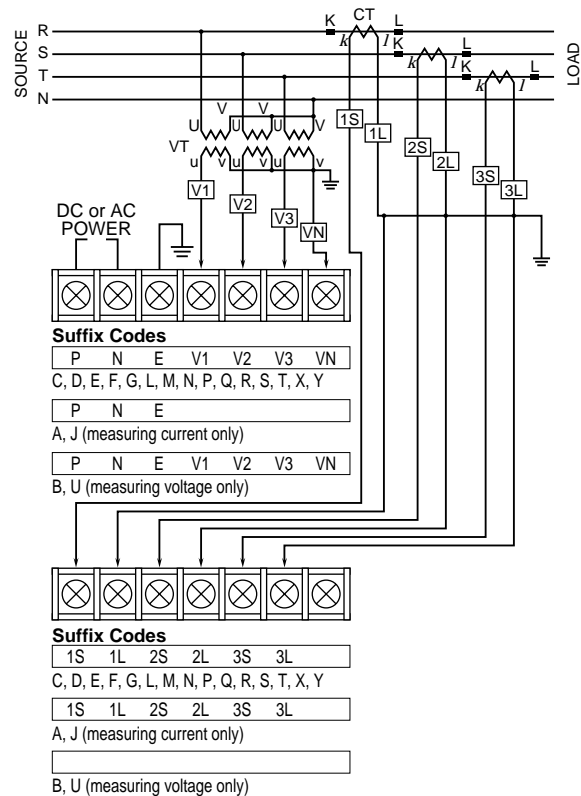 K CT L
R
k l K L
S
k l K L
T
k l
N
SOURCE
LOAD
V V
U U U V
VT
u v u v u v
1S
1L
2S
2L
3S
3L
V1
V2
V3
VN
DC or AC
POWER
Suffix Codes
P N E V1 V2 V3 VN
C, D, E, F, G, L, M, N, P, Q, R, S, T, X, Y
P N E
A, J (measuring current only)
P N E V1 V2 V3 VN
B, U (measuring voltage only)
Suffix Codes
1S 1L 2S 2L 3S 3L
C, D, E, F, G, L, M, N, P, Q, R, S, T, X, Y
1S 1L 2S 2L 3S 3L
A, J (measuring current only)
B, U (measuring voltage only)